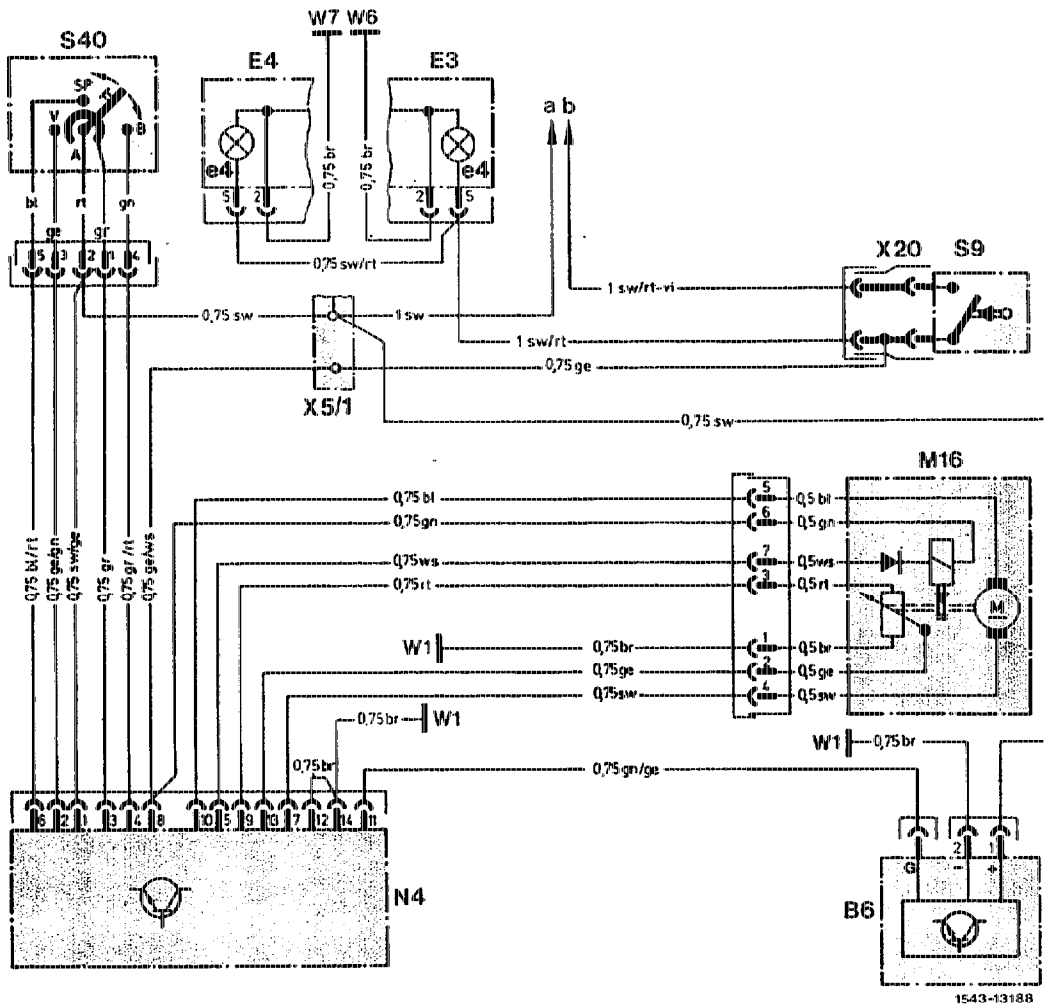 W7 W6
S40
E4
E3
SP
V
A
B
a b
e4
e4
0,75 br
0,75 br
5 2
2 5
bl rt gn
ge gr
5 3 2 1 4
0,75 sw/rt
X20 S9
1 sw/rt-vi
0,75 sw
1 sw
1 sw/rt
0,75 ge
X5/1
0,75 sw
M16
0,75 bl 5 0,5 bl
0,75 gn 6 0,5 gn
0,75 ws 7 0,5 ws
0,75 rt 3 0,5 rt
M
W1 0,75 br 1 0,5 br
0,75 ge 2 0,5 ge
0,75 sw 4 0,5 sw
0,75 bl/rt
0,75 ge/gn
0,75 sw/ge
0,75 gr
0,75 gr/rt
0,75 ge/ws
0,75 br W1
W1 0,75 br
0,75 br
0,75 gn/ge
6 2 1 3 4 8 10 5 9 13 7 12 14 11
N4
2 1
G - +
B6
1543-13188